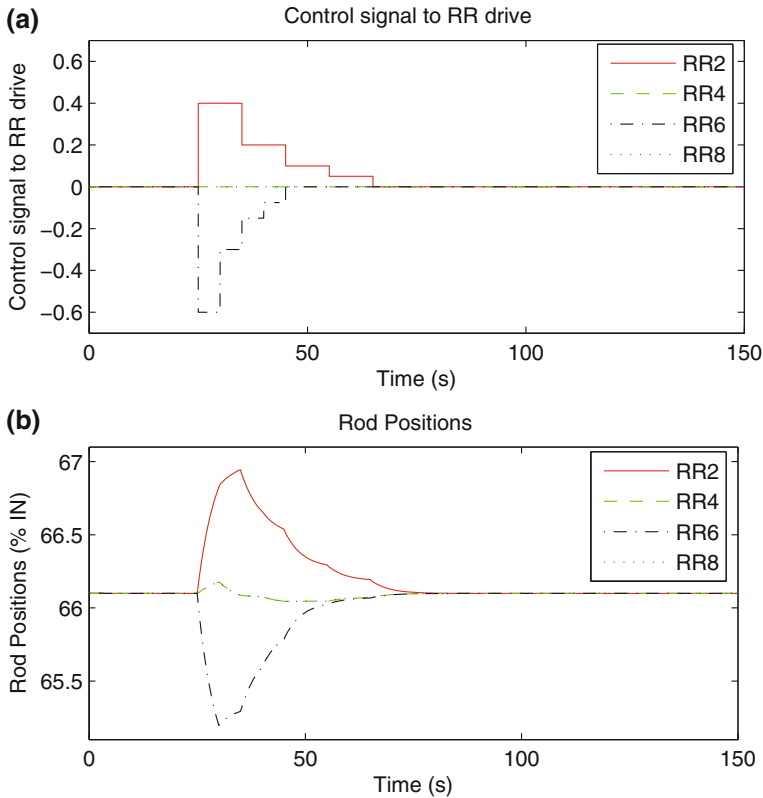 (a)
Control signal to RR drive
Control signal to RR drive
0.6
0.4
0.2
0
−0.2
−0.4
−0.6
RR2
RR4
RR6
RR8
0
50
100
150
Time (s)
(b)
Rod Positions
Rod Positions (% IN)
67
66.5
66
65.5
RR2
RR4
RR6
RR8
0
50
100
150
Time (s)